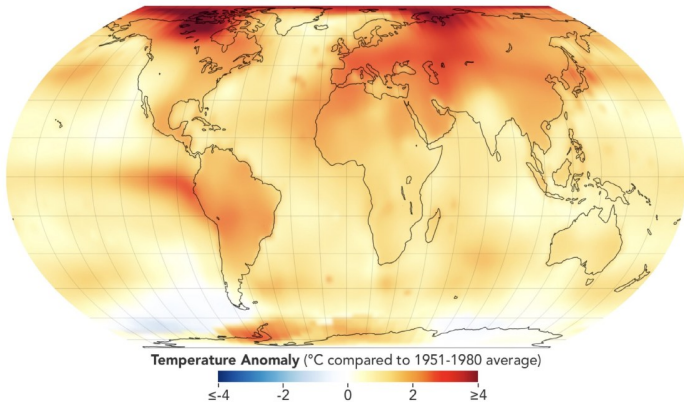 Temperature Anomaly (°C compared to 1951-1980 average)
≤-4 -2 0 2 ≥4